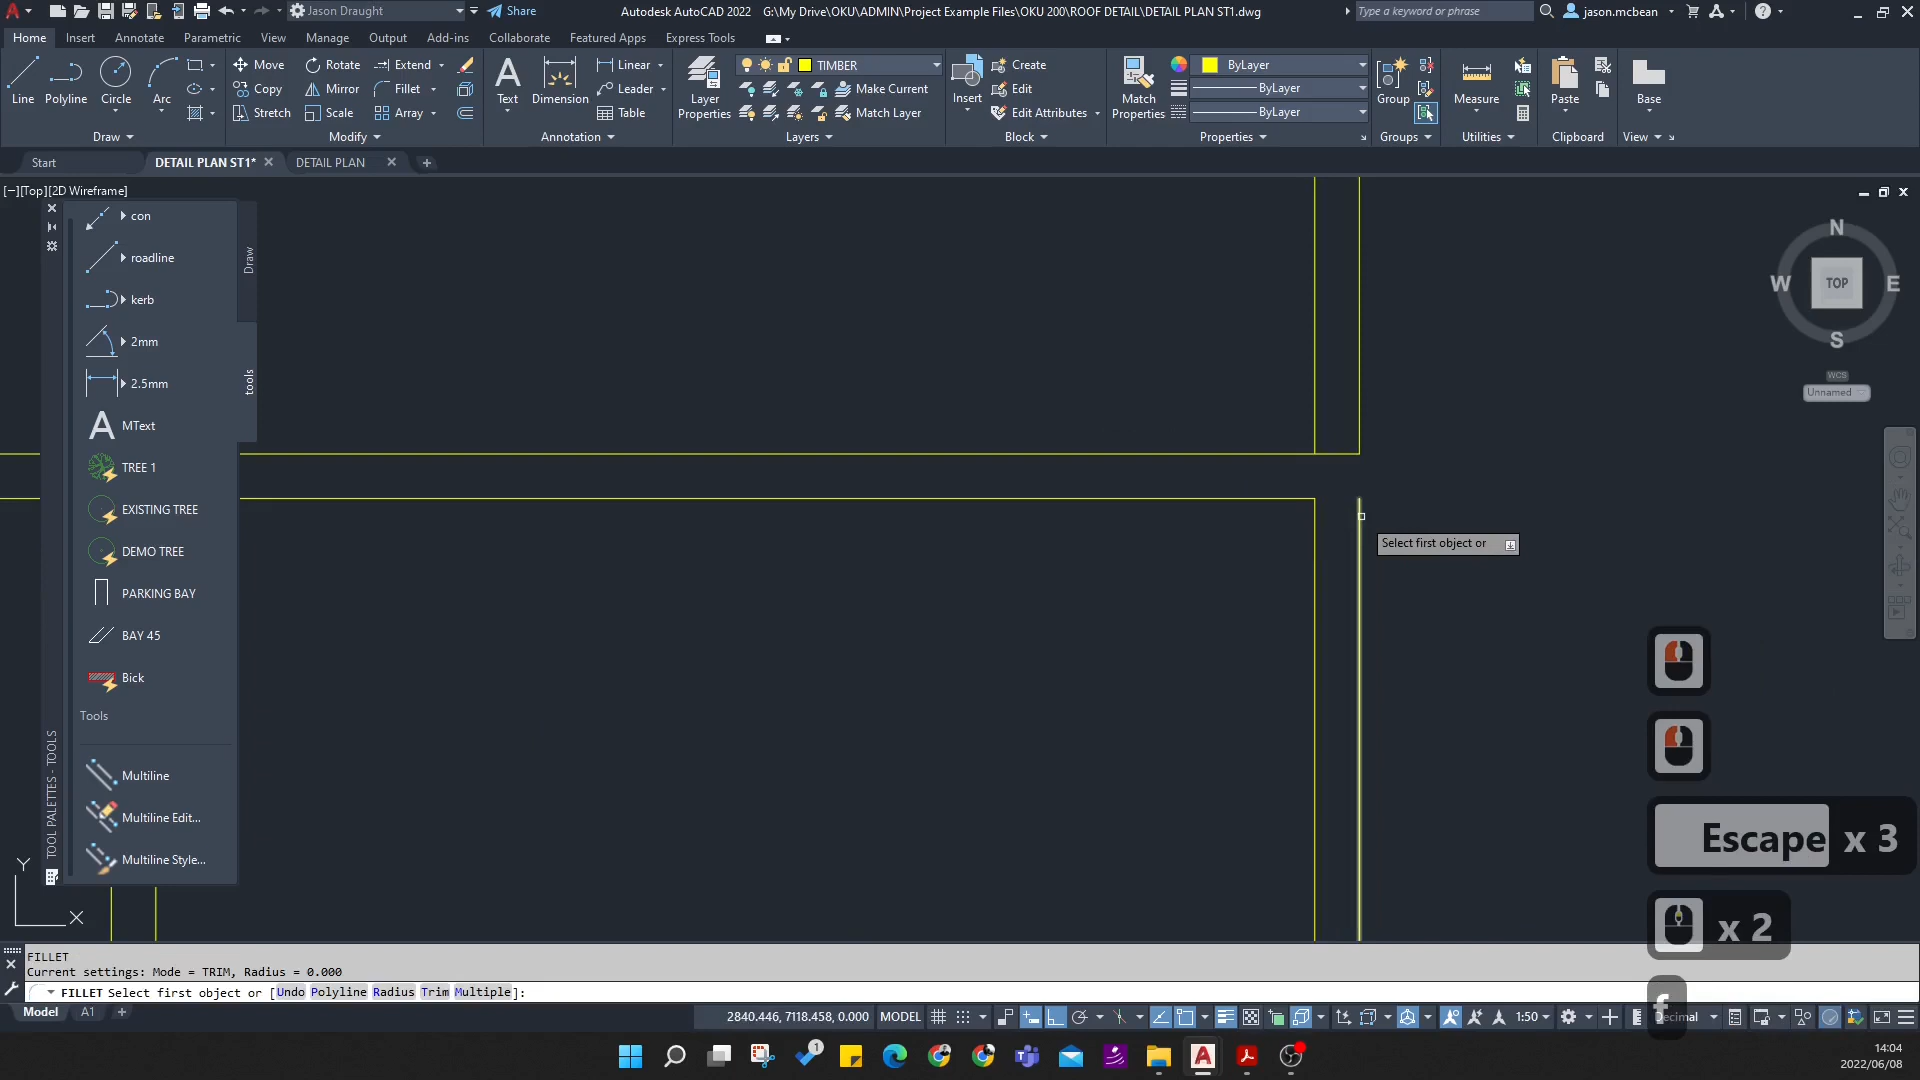 Jason Draught
Share
Autodesk AutoCAD 2022 G:\My Drive\OKU\ADMIN\Project Example Files\OKU 200\ROOF DETAIL\DETAIL PLAN ST1.dwg
Type a keyword or phrase
jason.mcbean
Home Insert Annotate Parametric View Manage Output Add-ins Collaborate Featured Apps Express Tools
Line Polyline Circle Arc
Draw
Move Rotate Extend
Copy Mirror Fillet
Stretch Scale Array
Modify
Text Dimension
Linear
Leader
Table
Annotation
Layer Properties
TIMBER
Make Current
Match Layer
Layers
Insert
Create
Edit
Edit Attributes
Block
Match Properties
ByLayer
ByLayer
ByLayer
Properties
Group
Groups
Measure
Utilities
Paste
Clipboard
Base
View
Start DETAIL PLAN ST1* DETAIL PLAN
[−][Top][2D Wireframe]
con
roadline
kerb
2mm
2.5mm
MText
TREE 1
EXISTING TREE
DEMO TREE
PARKING BAY
BAY 45
Bick
Tools
Multiline
Multiline Edit...
Multiline Style...
Draw
tools
TOOL PALETTES - TOOLS
N
W TOP E
S
WCS
Unnamed
Select first object or
Escape x 3
x 2
f
Y
X
FILLET
Current settings: Mode = TRIM, Radius = 0.000
FILLET Select first object or [Undo Polyline Radius Trim Multiple]:
Model A1
2840.446, 7118.458, 0.000 MODEL 1:50 Decimal
1
14:04
2022/06/08